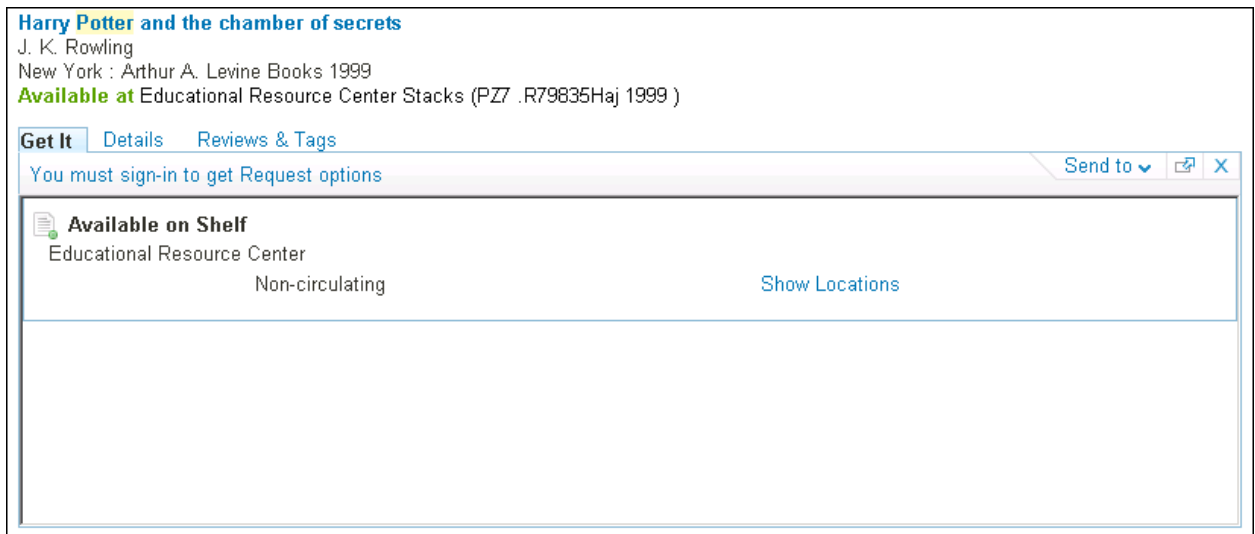 Harry Potter and the chamber of secrets
J. K. Rowling
New York : Arthur A. Levine Books 1999
Available at Educational Resource Center Stacks (PZ7 .R79835Haj 1999 )
Get It Details Reviews & Tags
You must sign-in to get Request options Send to
Available on Shelf
Educational Resource Center
Non-circulating Show Locations